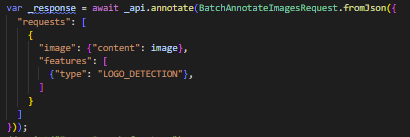 var _response = await _api.annotate(BatchAnnotateImagesRequest.fromJson({
"requests": [
{
"image": {"content": image},
"features": [
{"type": "LOGO_DETECTION"},
]
}
]
}));